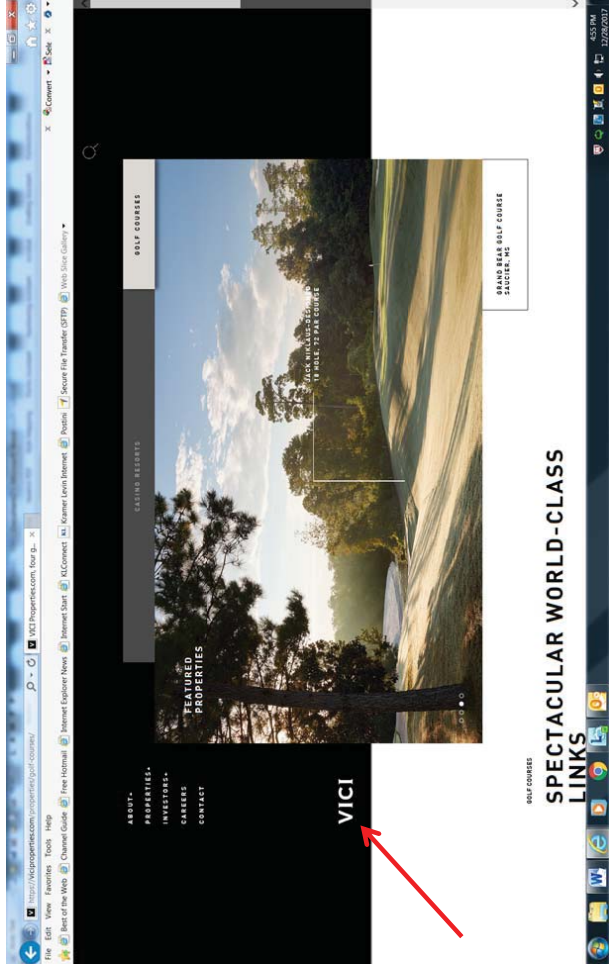 https://viciproperties.com/properties/golf-courses/
VICI Properties.com, four g...
File Edit View Favorites Tools Help
Convert
Best of the Web
Channel Guide
Free Hotmail
Internet Explorer News
Internet Start
KLConnect
Kramer Levin Internet
Postini
Secure File Transfer (SFTP)
Web Slice Gallery
ABOUT+
PROPERTIES+
INVESTORS+
CAREERS
CONTACT
VICI
CASINO RESORTS
GOLF COURSES
FEATURED
PROPERTIES
JACK NIKLAUS-DESIGNED
18 HOLE, 72 PAR COURSE
GRAND BEAR GOLF COURSE
SAUCIER, MS
GOLF COURSES
SPECTACULAR WORLD-CLASS
LINKS
4:55 PM
12/28/2017